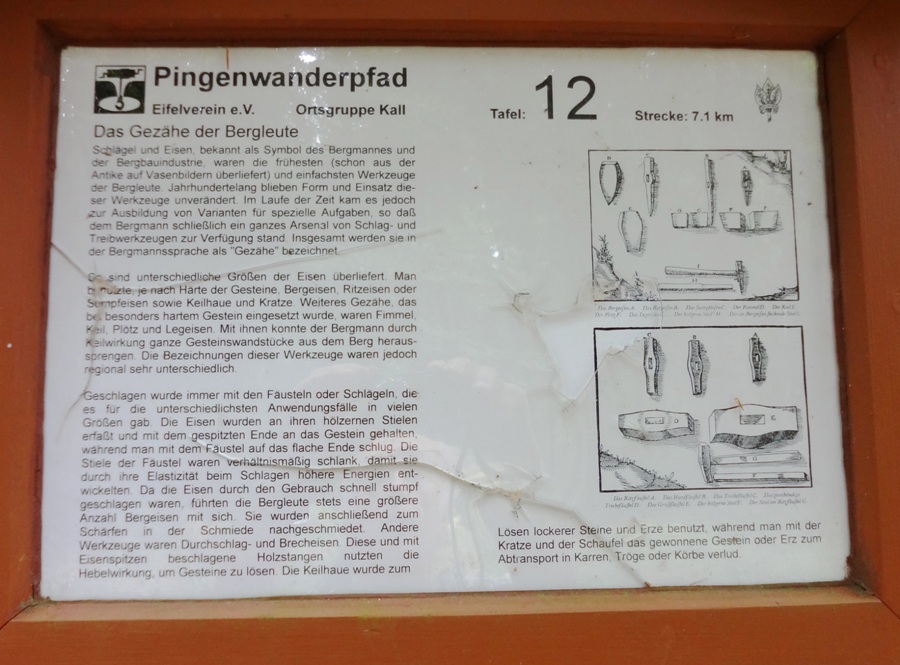 Pingenwanderpfad
Eifelverein e.V. Ortsgruppe Kall
Tafel: 12 Strecke: 7.1 km
Das Gezähe der Bergleute
Schlägel und Eisen, bekannt als Symbol des Bergmannes und
der Bergbauindustrie, waren die frühesten (schon aus der
Antike auf Vasenbildern überliefert) und einfachsten Werkzeuge
der Bergleute. Jahrhundertelang blieben Form und Einsatz die-
ser Werkzeuge unverändert. Im Laufe der Zeit kam es jedoch
zur Ausbildung von Varianten für spezielle Aufgaben, so daß
dem Bergmann schließlich ein ganzes Arsenal von Schlag- und
Treibwerkzeugen zur Verfügung stand. Insgesamt werden sie in
der Bergmannssprache als "Gezähe" bezeichnet.
So sind unterschiedliche Größen der Eisen überliefert. Man
benutzte, je nach Härte der Gesteine, Bergeisen, Ritzeisen oder
Sumpfeisen sowie Keilhaue und Kratze. Weiteres Gezähe, das
bei besonders hartem Gestein eingesetzt wurde, waren Fimmel,
Keil, Plötz und Legeisen. Mit ihnen konnte der Bergmann durch
Keilwirkung ganze Gesteinswandstücke aus dem Berg heraus-
sprengen. Die Bezeichnungen dieser Werkzeuge waren jedoch
regional sehr unterschiedlich.
Geschlagen wurde immer mit den Fäusteln oder Schlägeln, die
es für die unterschiedlichsten Anwendungsfälle in vielen
Größen gab. Die Eisen wurden an ihren hölzernen Stielen
erfaßt und mit dem gespitzten Ende an das Gestein gehalten,
während man mit dem Fäustel auf das flache Ende schlug. Die
Stiele der Fäustel waren verhältnismäßig schlank, damit sie
durch ihre Elastizität beim Schlagen höhere Energien ent-
wickelten. Da die Eisen durch den Gebrauch schnell stumpf
geschlagen waren, führten die Bergleute stets eine größere
Anzahl Bergeisen mit sich. Sie wurden anschließend zum
Schärfen in der Schmiede nachgeschmiedet. Andere
Werkzeuge waren Durchschlag- und Brecheisen. Diese und mit
Eisenspitzen beschlagene Holzstangen nutzten die
Hebelwirkung, um Gesteine zu lösen. Die Keilhaue wurde zum
Lösen lockerer Steine und Erze benutzt, während man mit der
Kratze und der Schaufel das gewonnene Gestein oder Erz zum
Abtransport in Karren, Tröge oder Körbe verlud.